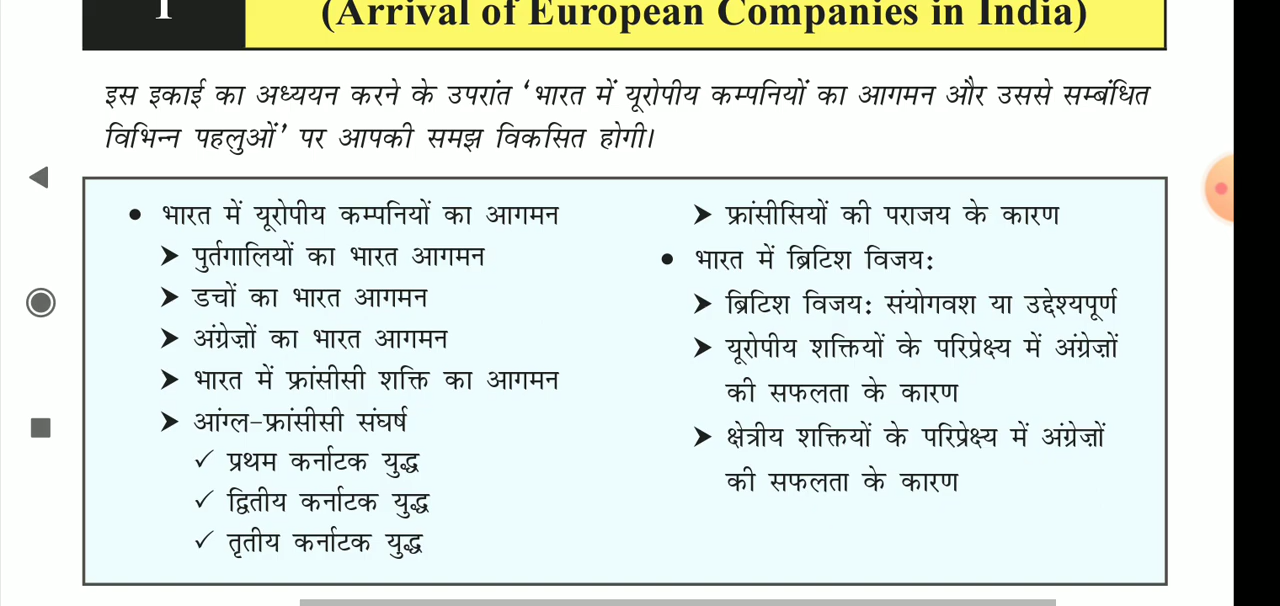 1
(Arrival of European Companies in India)
इस इकाई का अध्ययन करने के उपरांत ‘भारत में यूरोपीय कम्पनियों का आगमन और उससे सम्बंधित
विभिन्न पहलुओं’ पर आपकी समझ विकसित होगी।
• भारत में यूरोपीय कम्पनियों का आगमन
➤ पुर्तगालियों का भारत आगमन
➤ डचों का भारत आगमन
➤ अंग्रेज़ों का भारत आगमन
➤ भारत में फ्रांसीसी शक्ति का आगमन
➤ आंग्ल-फ्रांसीसी संघर्ष
✓ प्रथम कर्नाटक युद्ध
✓ द्वितीय कर्नाटक युद्ध
✓ तृतीय कर्नाटक युद्ध
➤ फ्रांसीसियों की पराजय के कारण
• भारत में ब्रिटिश विजय:
➤ ब्रिटिश विजय: संयोगवश या उद्देश्यपूर्ण
➤ यूरोपीय शक्तियों के परिप्रेक्ष्य में अंग्रेज़ों
की सफलता के कारण
➤ क्षेत्रीय शक्तियों के परिप्रेक्ष्य में अंग्रेज़ों
की सफलता के कारण